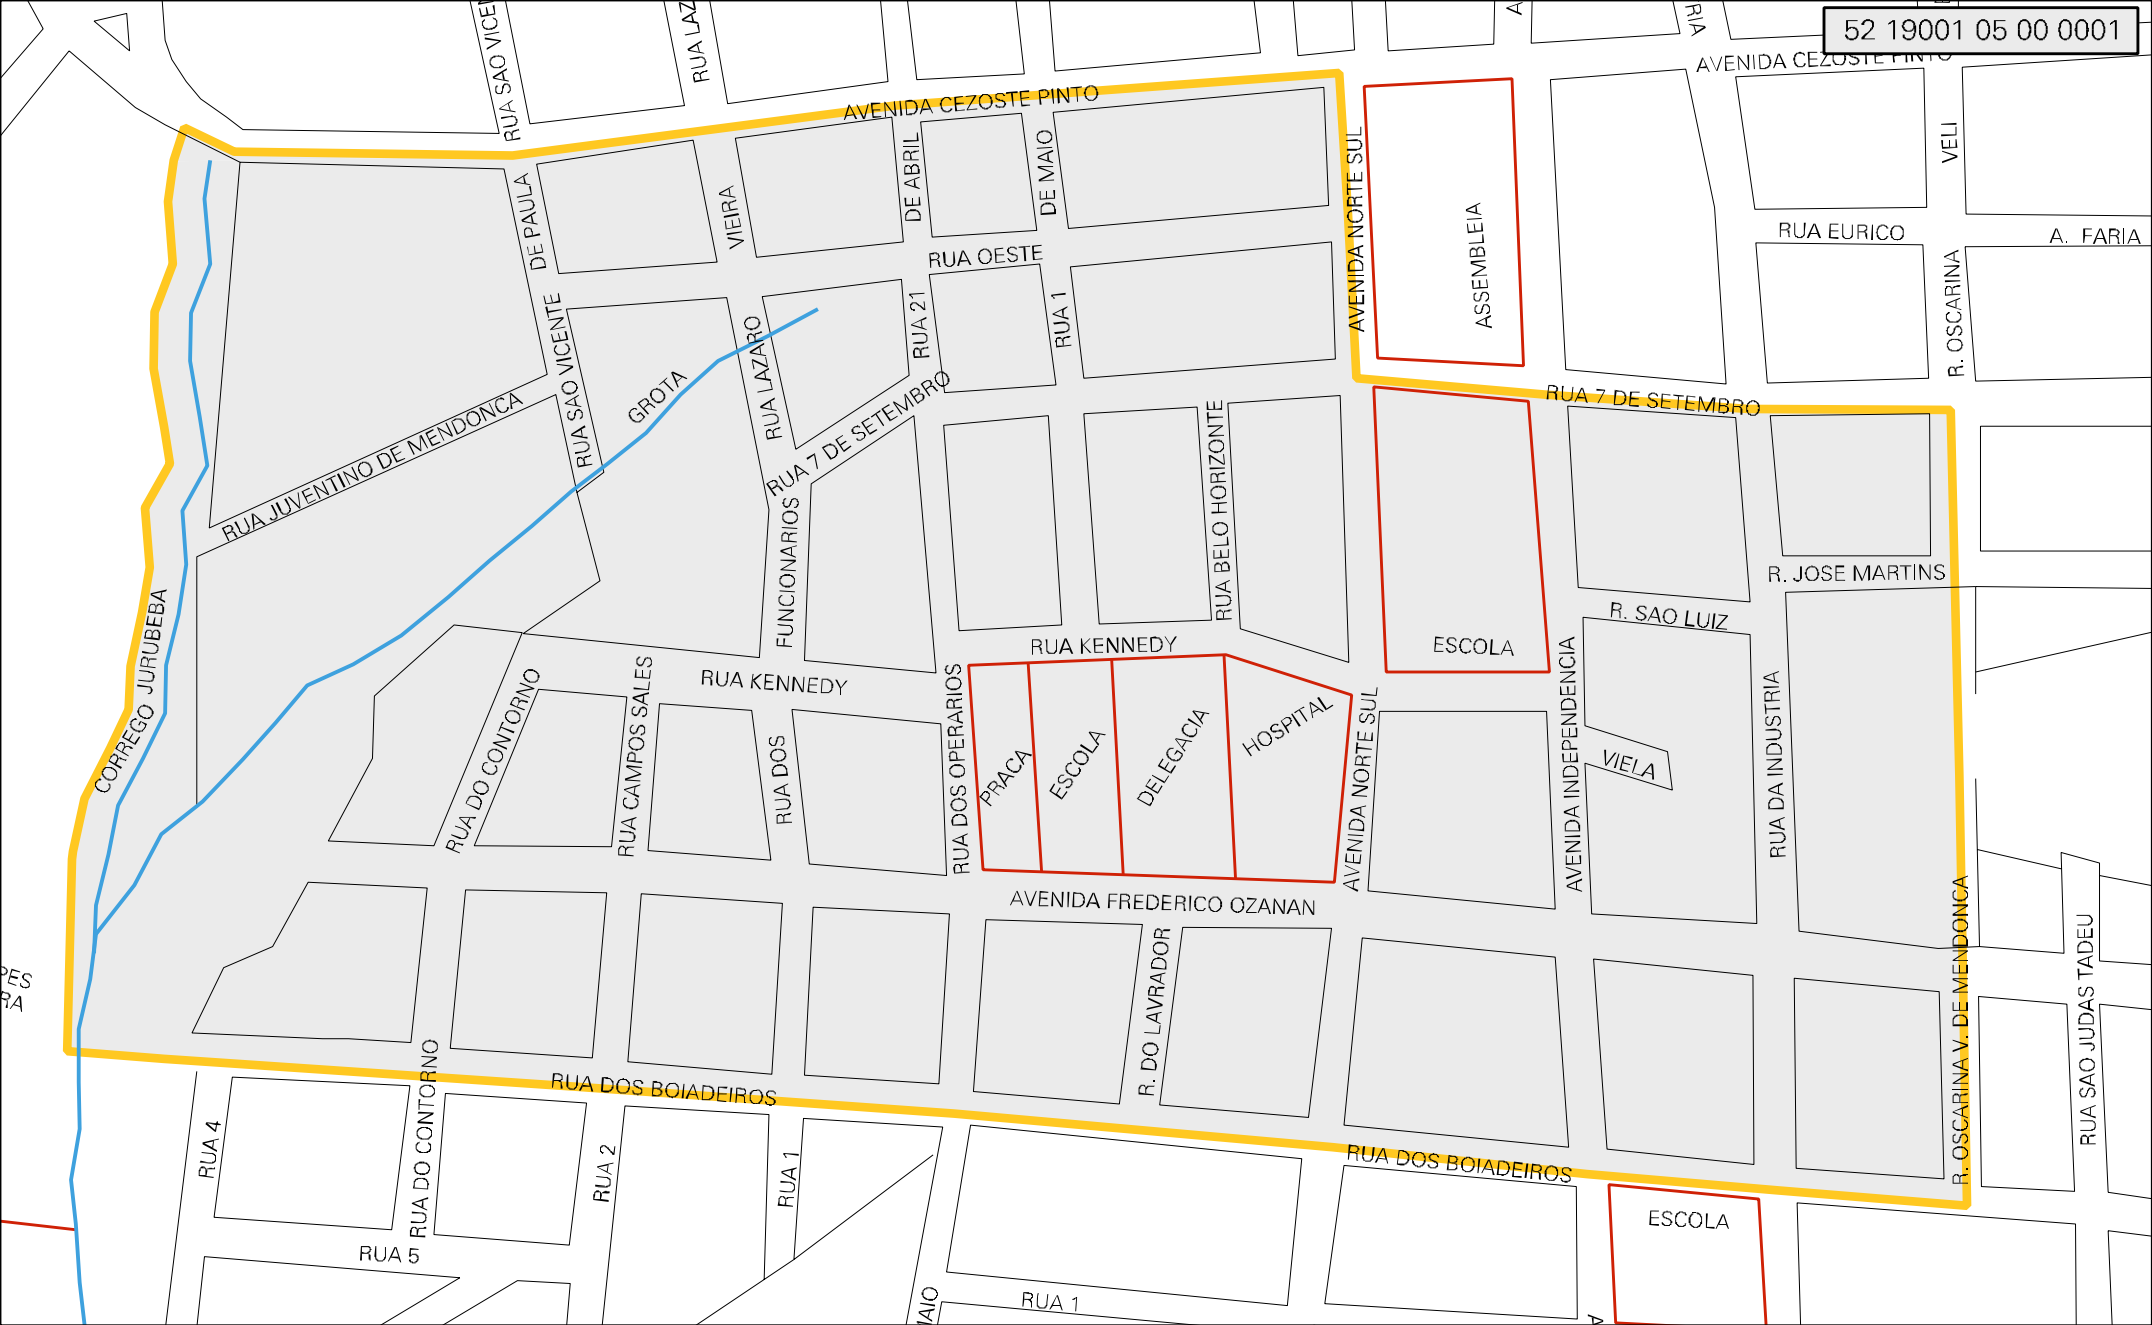 52 19001 05 00 0001
RUA SAO VICENTE
DE PAULA
RUA LAZARO
VIEIRA
AVENIDA CEZOSTE PINTO
AVENIDA CEZOSTE PINTO
DE ABRIL
DE MAIO
AVENIDA NORTE SUL
ASSEMBLEIA
VELI
RUA EURICO
A. FARIA
R. OSCARINA
RUA OESTE
RUA 21
RUA 1
GROTA
RUA JUVENTINO DE MENDONCA
RUA 7 DE SETEMBRO
RUA 7 DE SETEMBRO
RUA BELO HORIZONTE
FUNCIONARIOS
R. JOSE MARTINS
R. SAO LUIZ
CORREGO JURUBEBA
RUA KENNEDY
RUA KENNEDY
ESCOLA
RUA DO CONTORNO
RUA CAMPOS SALES
RUA DOS
RUA DOS OPERARIOS
PRACA
ESCOLA
DELEGACIA
HOSPITAL
AVENIDA NORTE SUL
AVENIDA INDEPENDENCIA
VIELA
RUA DA INDUSTRIA
AVENIDA FREDERICO OZANAN
R. DO LAVRADOR
R. OSCARINA V. DE MENDONCA
RUA SAO JUDAS TADEU
RUA DOS BOIADEIROS
RUA DOS BOIADEIROS
RUA 4
RUA DO CONTORNO
RUA 2
RUA 1
RUA 5
ESCOLA
RUA 1